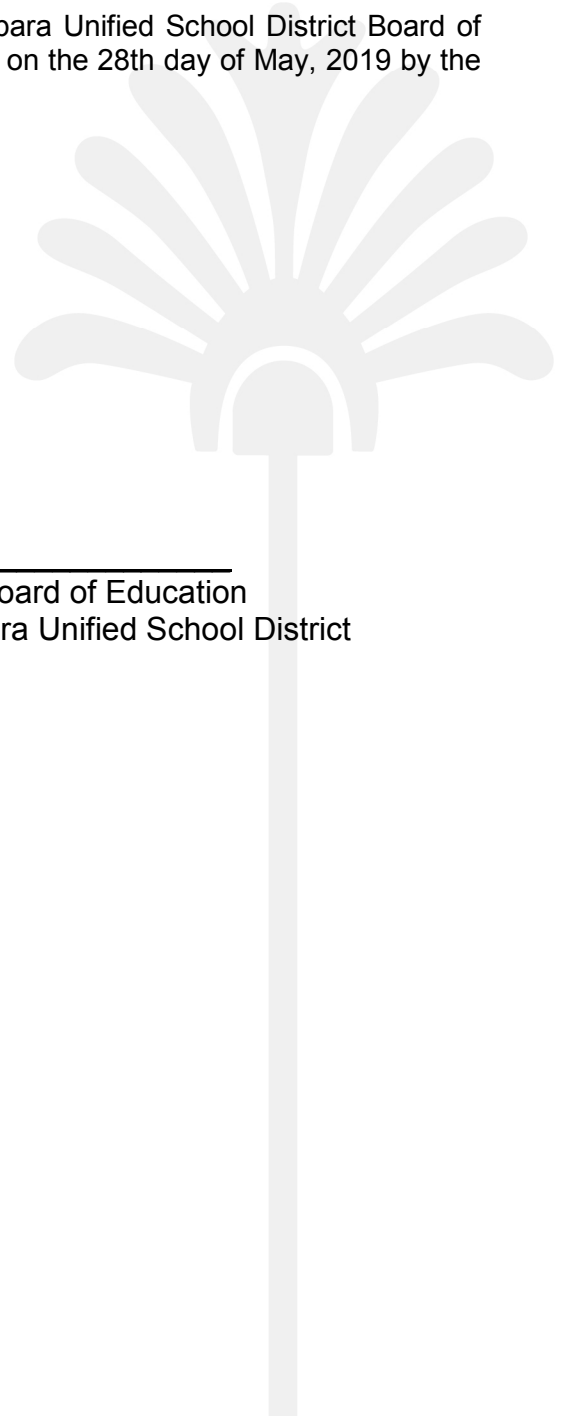 bara Unified School District Board of
on the 28th day of May, 2019 by the
oard of Education
ra Unified School District